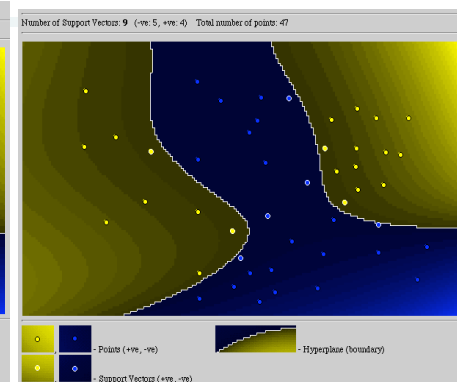 Number of Support Vectors: 9 (-ve: 5, +ve: 4) Total number of points: 47
- Points (+ve, -ve)
- Hyperplane (boundary)
- Support Vectors (+ve, -ve)